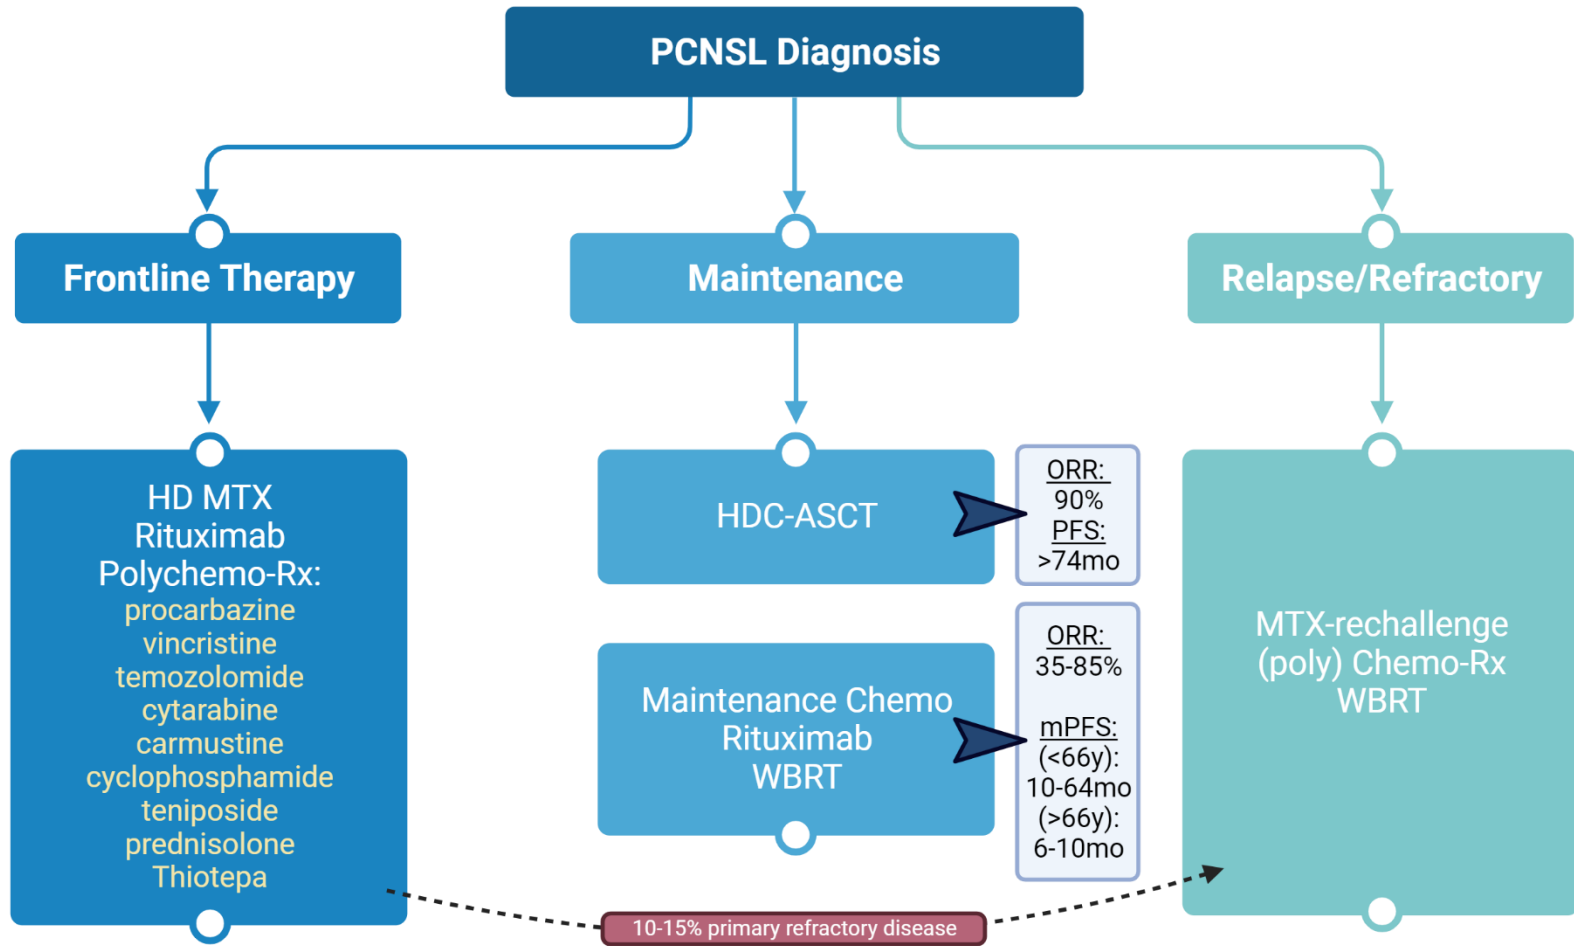 PCNSL Diagnosis
Frontline Therapy
Maintenance
Relapse/Refractory
HD MTX
Rituximab
Polychemo-Rx:
procarbazine
vincristine
temozolomide
cytarabine
carmustine
cyclophosphamide
teniposide
prednisolone
Thiotepa
HDC-ASCT
ORR:
90%
PFS:
>74mo
Maintenance Chemo
Rituximab
WBRT
ORR:
35-85%
mPFS:
(<66y):
10-64mo
(>66y):
6-10mo
MTX-rechallenge
(poly) Chemo-Rx
WBRT
10-15% primary refractory disease